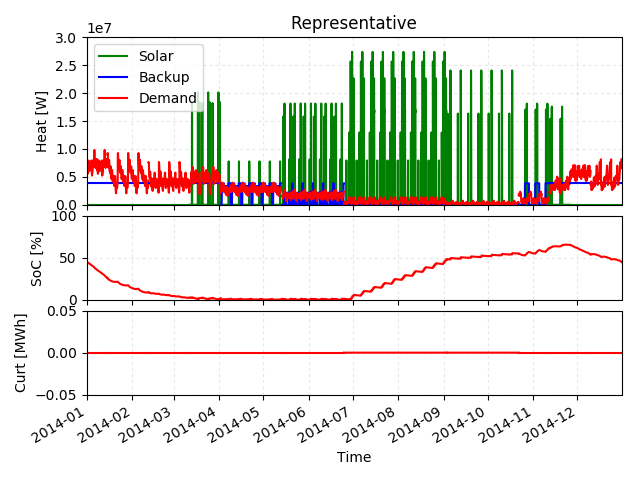 Representative
1e7
Heat [W]
3.0
2.5
2.0
1.5
1.0
0.5
0.0
Solar
Backup
Demand
SoC [%]
100
50
0
Curt [MWh]
0.05
0.00
−0.05
2014-01
2014-02
2014-03
2014-04
2014-05
2014-06
2014-07
2014-08
2014-09
2014-10
2014-11
2014-12
Time